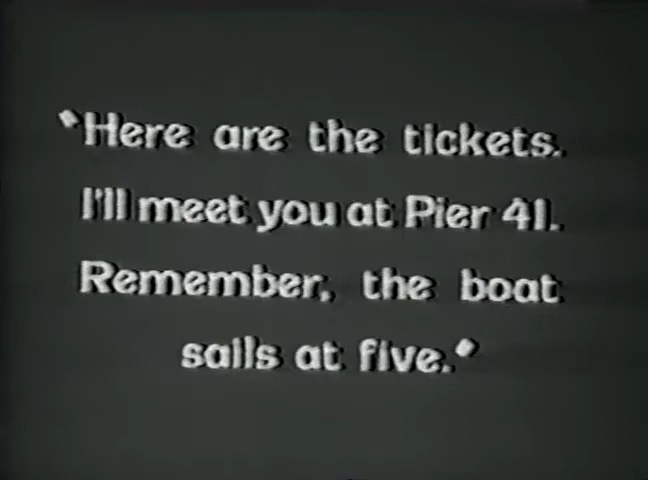 "Here are the tickets.
I'll meet you at Pier 41.
Remember, the boat
sails at five."